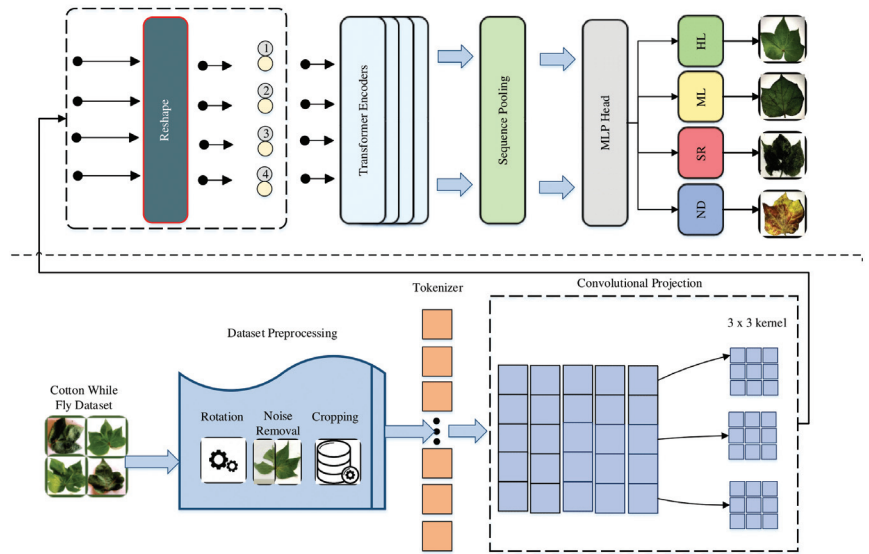 Reshape
1
2
3
4
Transformer Encoders
Sequence Pooling
MLP Head
HL
ML
SR
ND
Convolutional Projection
Tokenizer
3 x 3 kernel
Dataset Preprocessing
Cotton While
Fly Dataset
Rotation
Noise
Removal
Cropping